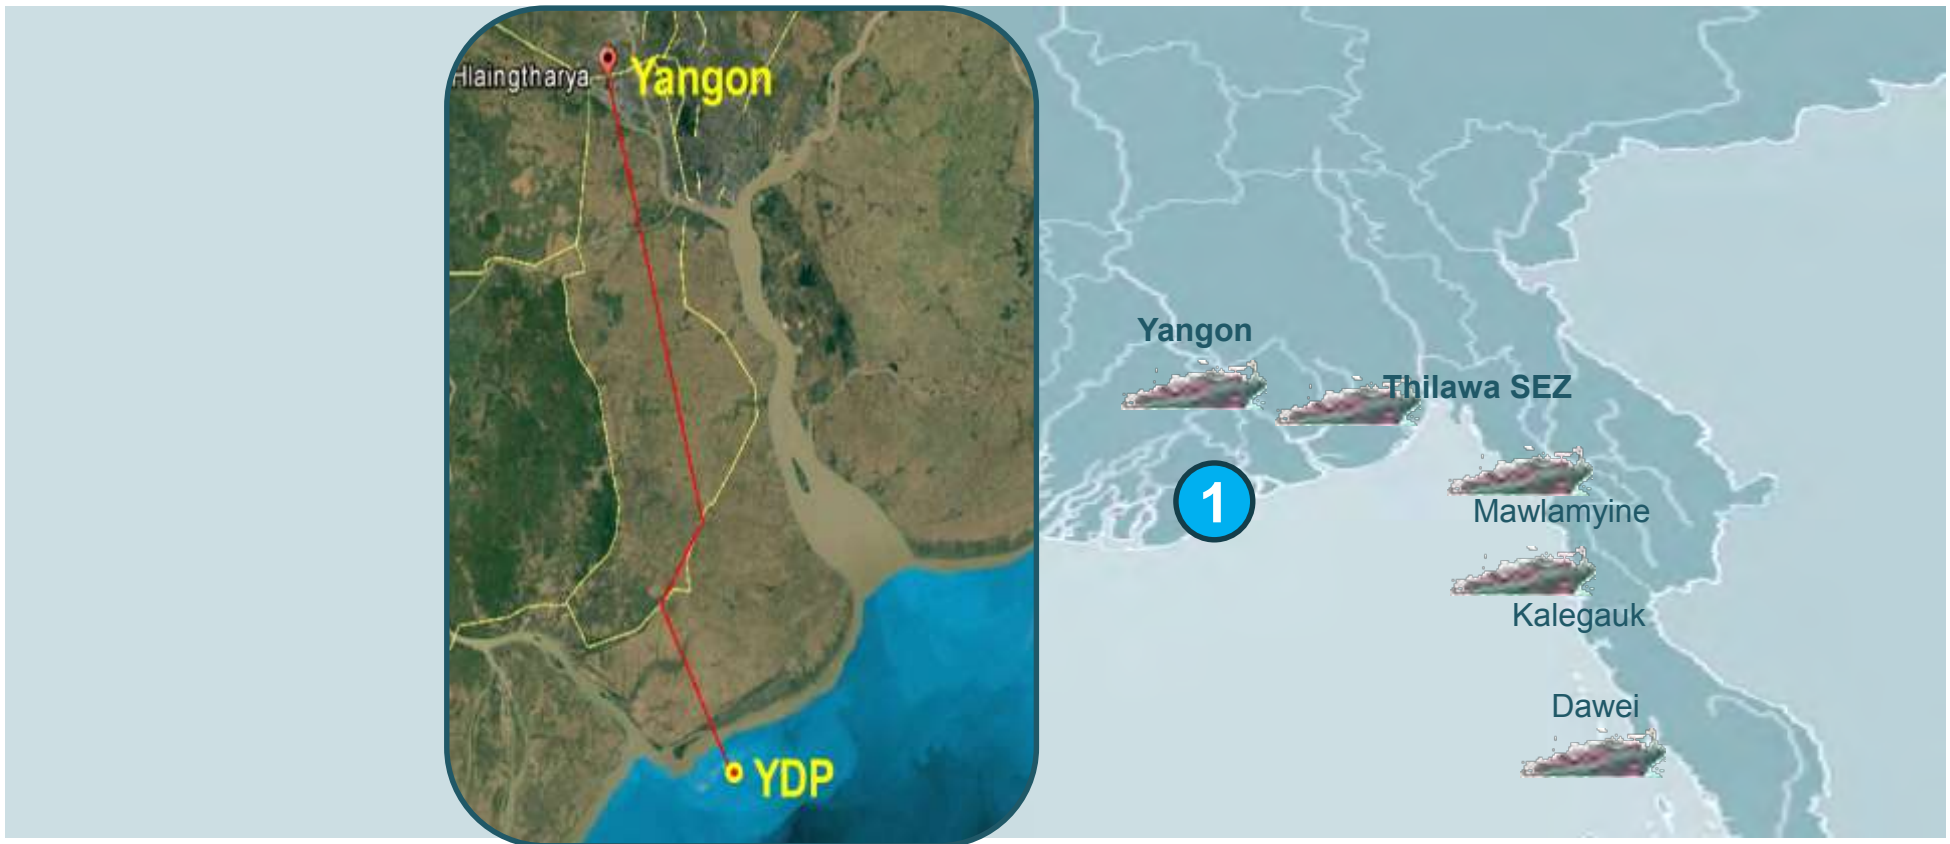 Hlaingtharya
Yangon
YDP
Yangon
Thilawa SEZ
1
Mawlamyine
Kalegauk
Dawei